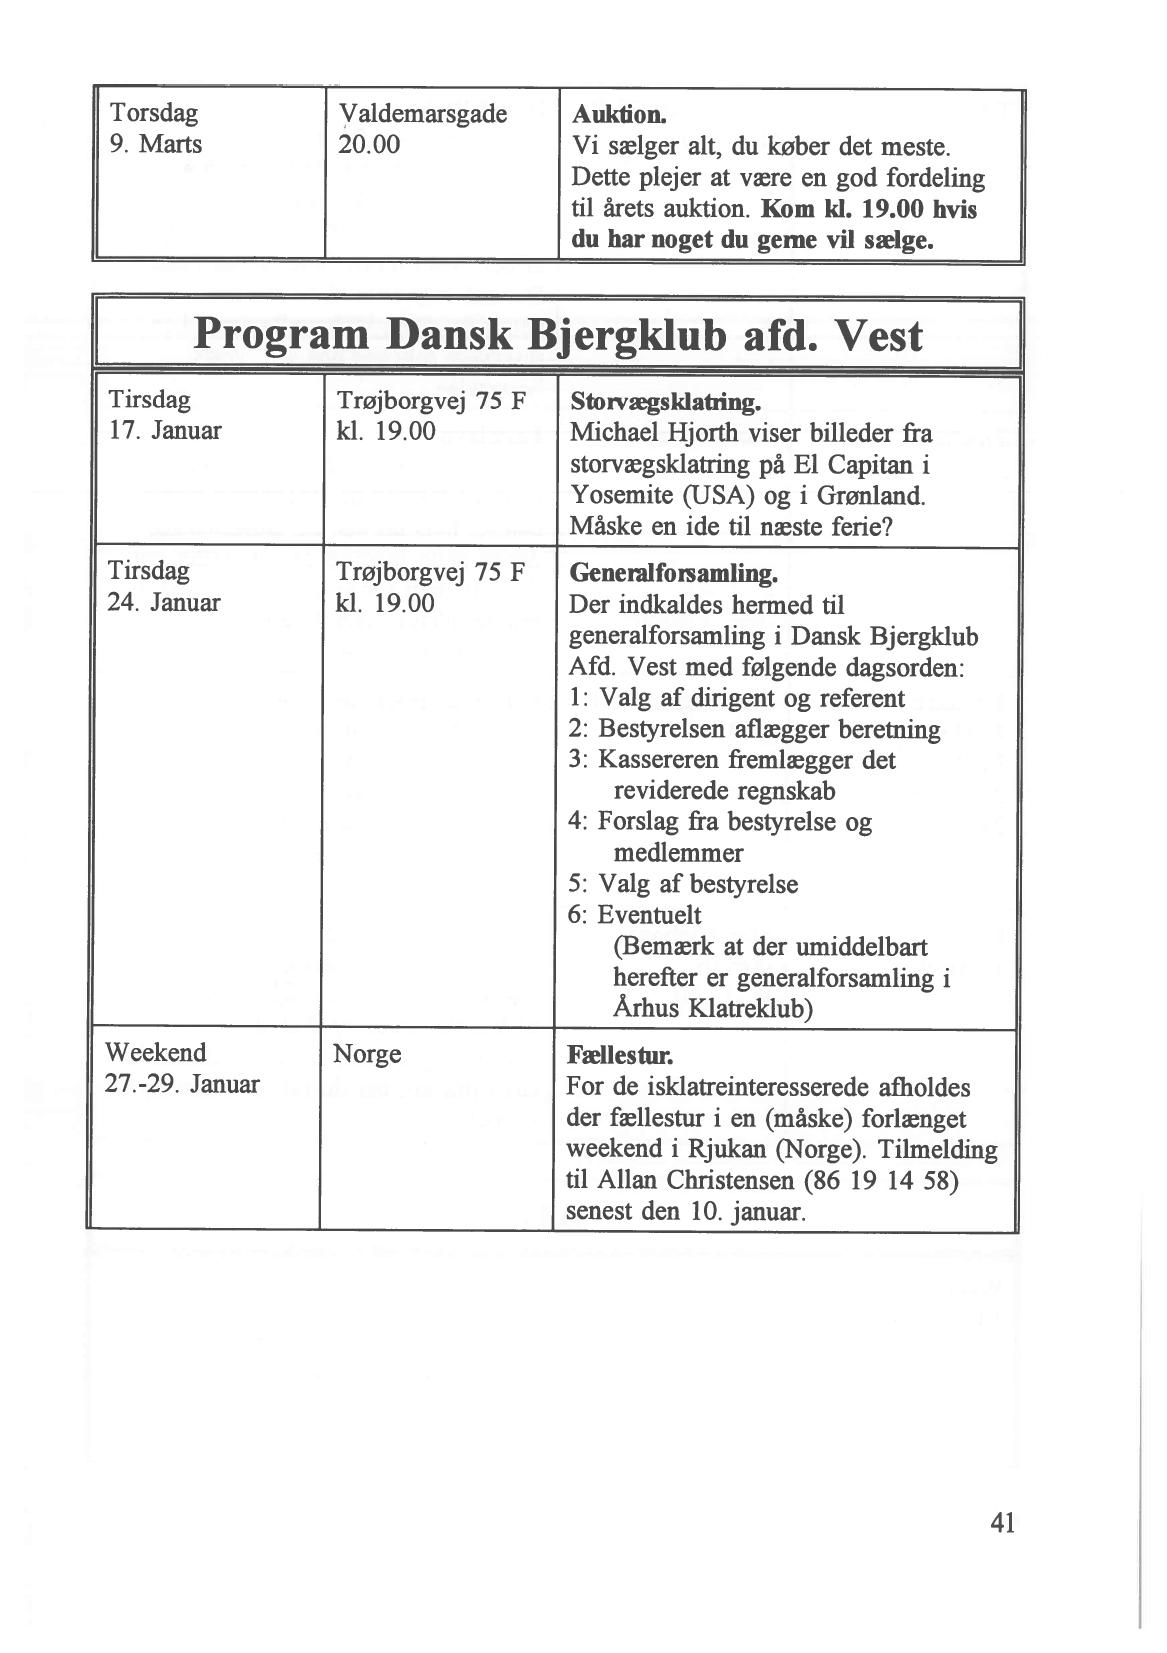 Torsdag
9. Marts
Valdemarsgade
20.00
Auktion.
Vi sælger alt, du køber det meste.
Dette plejer at være en god fordeling
til årets auktion. Kom kl. 19.00 hvis
du har noget du gerne vil sælge.
Program Dansk Bjergklub afd. Vest
Tirsdag
17. Januar
Trøjborgvej 75 F
kl. 19.00
Storvægsklatring.
Michael Hjorth viser billeder fra
storvægsklatring på El Capitan i
Yosemite (USA) og i Grønland.
Måske en ide til næste ferie?
Tirsdag
24. Januar
Trøjborgvej 75 F
kl. 19.00
Generalforsamling.
Der indkaldes hermed til
generalforsamling i Dansk Bjergklub
Afd. Vest med følgende dagsorden:
1: Valg af dirigent og referent
2: Bestyrelsen aflægger beretning
3: Kassereren fremlægger det
reviderede regnskab
4: Forslag fra bestyrelse og
medlemmer
5: Valg af bestyrelse
6: Eventuelt
(Bemærk at der umiddelbart
herefter er generalforsamling i
Århus Klatreklub)
Weekend
27.-29. Januar
Norge
Fællestur.
For de isklatreinteresserede afholdes
der fællestur i en (måske) forlænget
weekend i Rjukan (Norge). Tilmelding
til Allan Christensen (86 19 14 58)
senest den 10. januar.
41